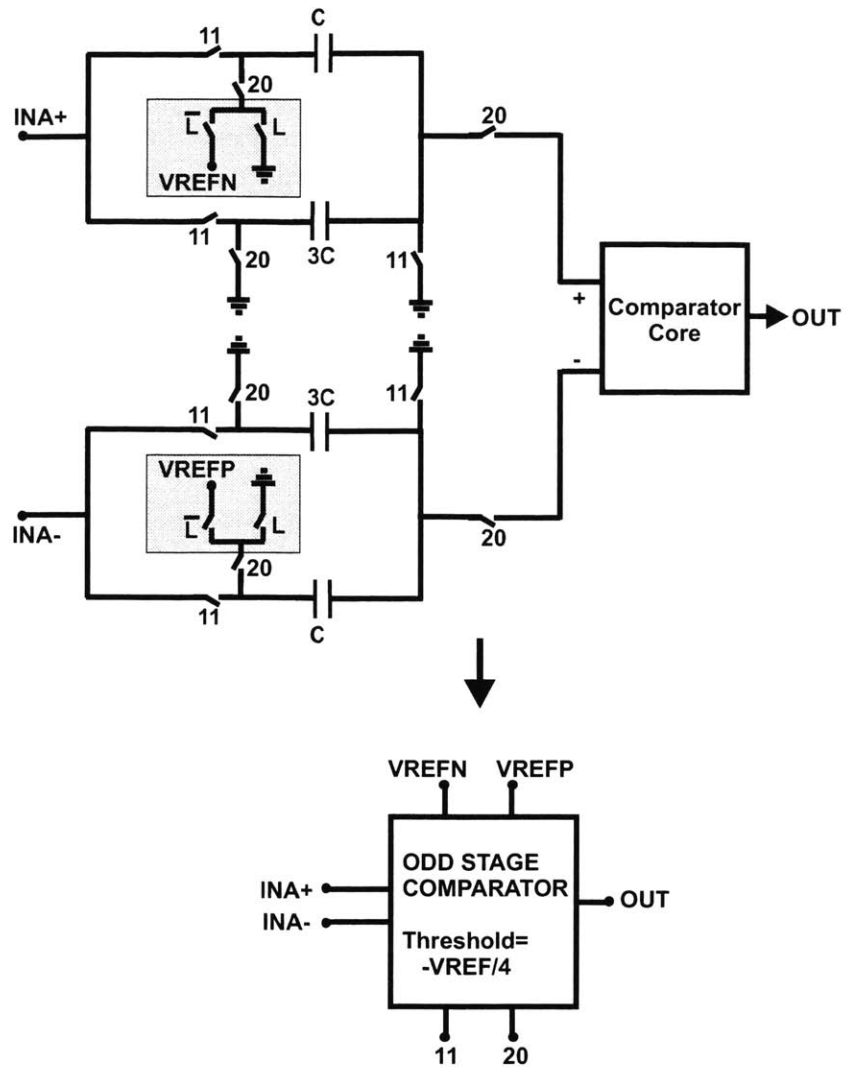 C
11
20
INA+
L̅
L
20
VREFN
11
3C
20
11
Comparator
Core
+
-
OUT
20
11
3C
11
VREFP
L̅
L
INA-
20
20
11
C
VREFN
VREFP
ODD STAGE
COMPARATOR
INA+
INA-
OUT
Threshold=
-VREF/4
11
20